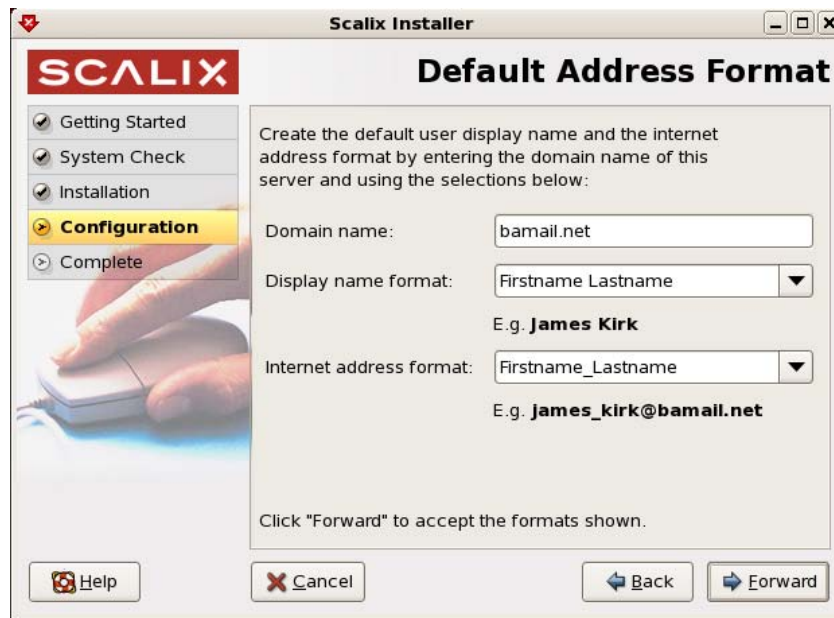 Scalix Installer
SCALIX
Default Address Format
Getting Started
System Check
Installation
Configuration
Complete
Create the default user display name and the internet
address format by entering the domain name of this
server and using the selections below:
Domain name: bamail.net
Display name format: Firstname Lastname
E.g. James Kirk
Internet address format: Firstname_Lastname
E.g. james_kirk@bamail.net
Click "Forward" to accept the formats shown.
Help Cancel Back Forward